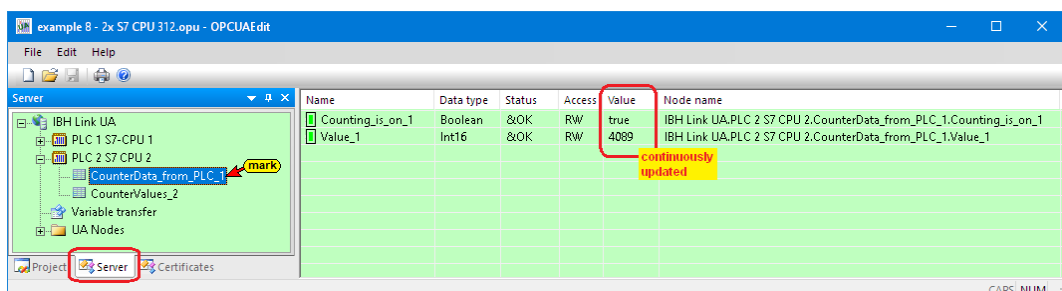 example 8 - 2x S7 CPU 312.opu - OPCUAEdit
File Edit Help
Server
Name Data type Status Access Value Node name
IBH Link UA
PLC 1 S7-CPU 1
PLC 2 S7 CPU 2
CounterData_from_PLC_1
CounterValues_2
Variable transfer
UA Nodes
mark
Counting_is_on_1 Boolean &OK RW true IBH Link UA.PLC 2 S7 CPU 2.CounterData_from_PLC_1.Counting_is_on_1
Value_1 Int16 &OK RW 4089 IBH Link UA.PLC 2 S7 CPU 2.CounterData_from_PLC_1.Value_1
continuously
updated
Project Server Certificates
CAPS NUM